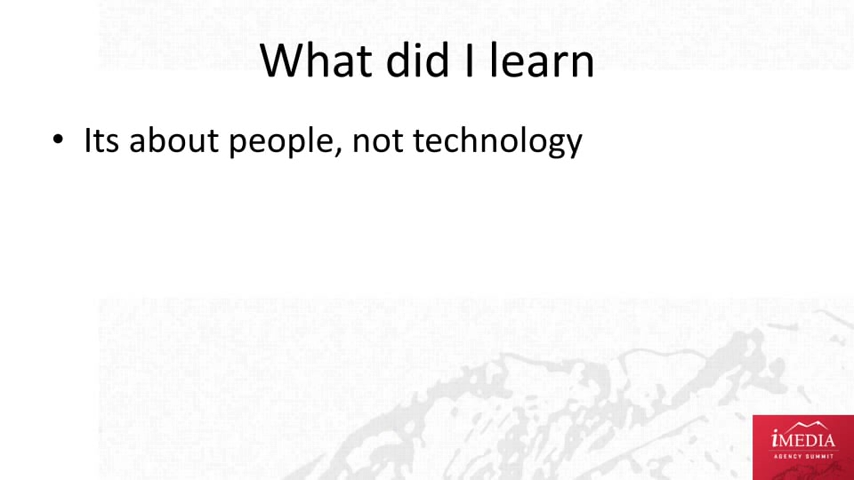 What did I learn
• Its about people, not technology
iMEDIA
AGENCY SUMMIT